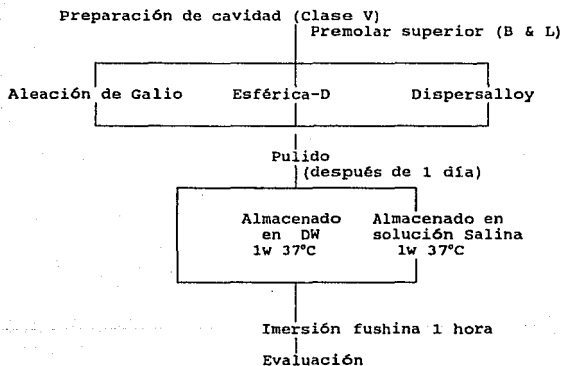 Preparación de cavidad (Clase V)
Premolar superior (B & L)
Aleación de Galio Esférica-D Dispersalloy
Pulido
(después de 1 día)
Almacenado en DW 1w 37°C
Almacenado en solución Salina 1w 37°C
Imersión fushina 1 hora
Evaluación